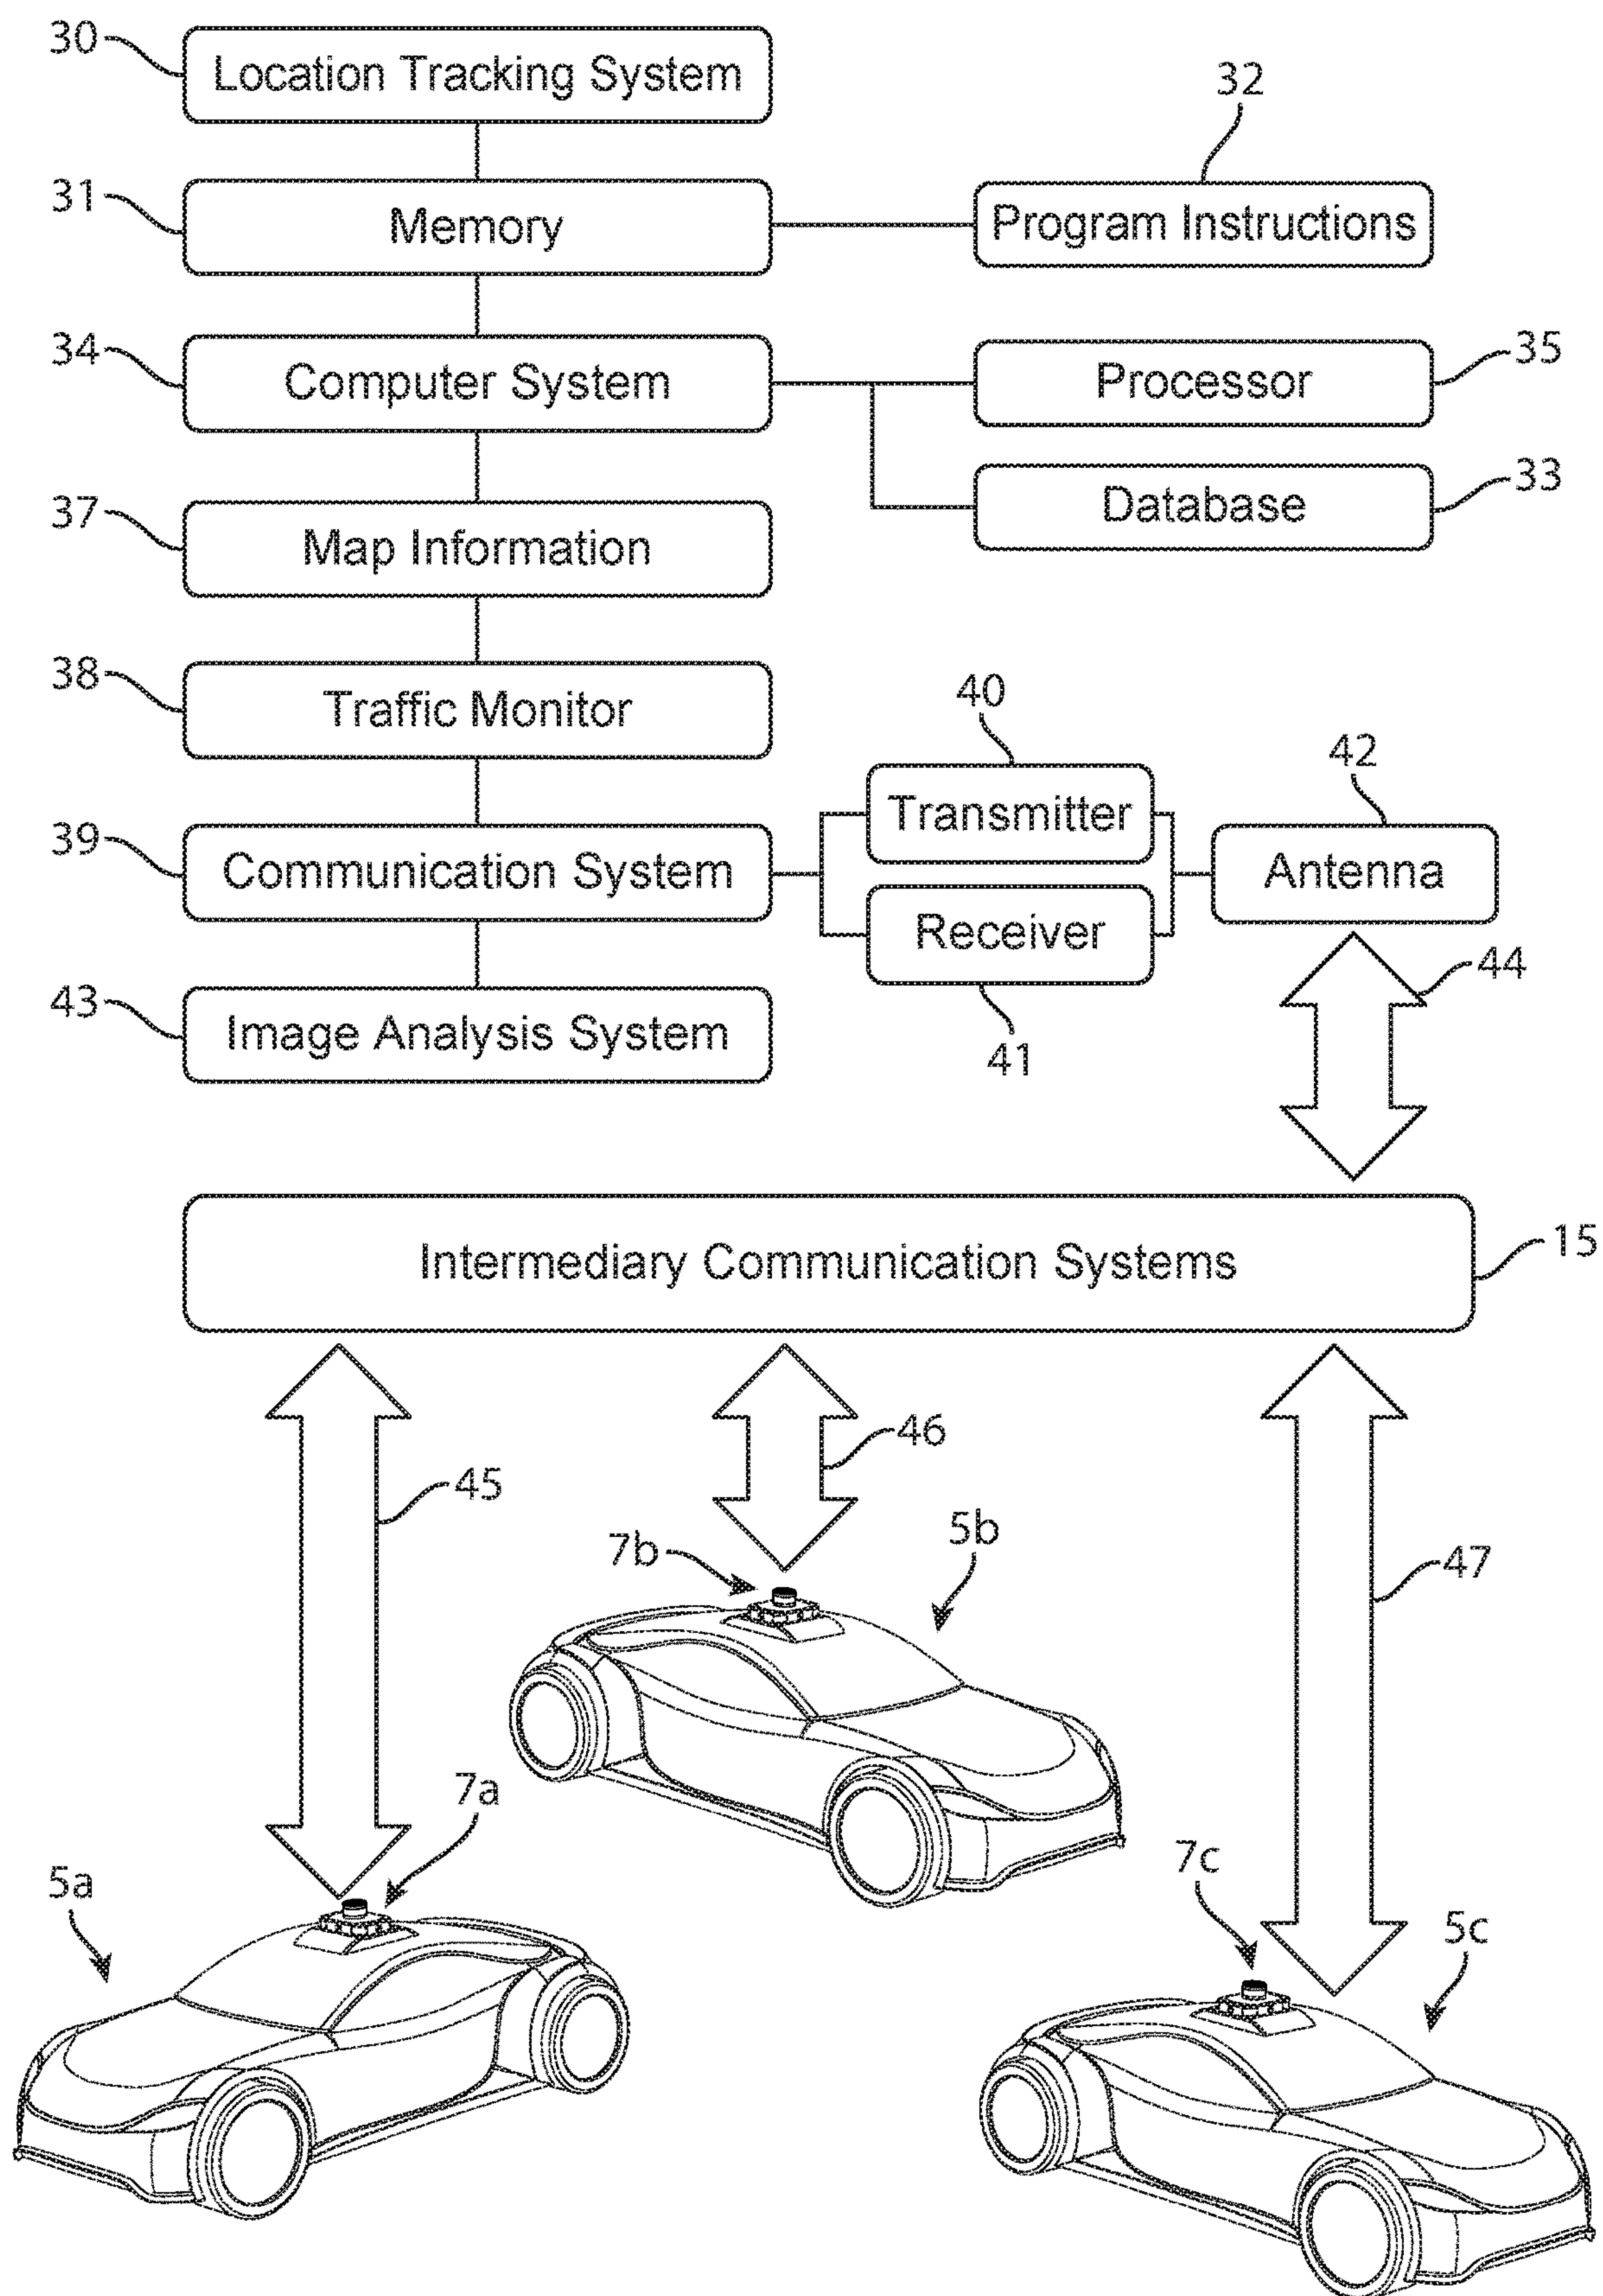 30
Location Tracking System
32
31
Memory
Program Instructions
34
Computer System
Processor
35
33
Database
37
Map Information
38
Traffic Monitor
40
42
Transmitter
39
Communication System
Antenna
Receiver
44
43
Image Analysis System
41
Intermediary Communication Systems
15
46
45
7b
5b
47
7a
7c
5a
5c